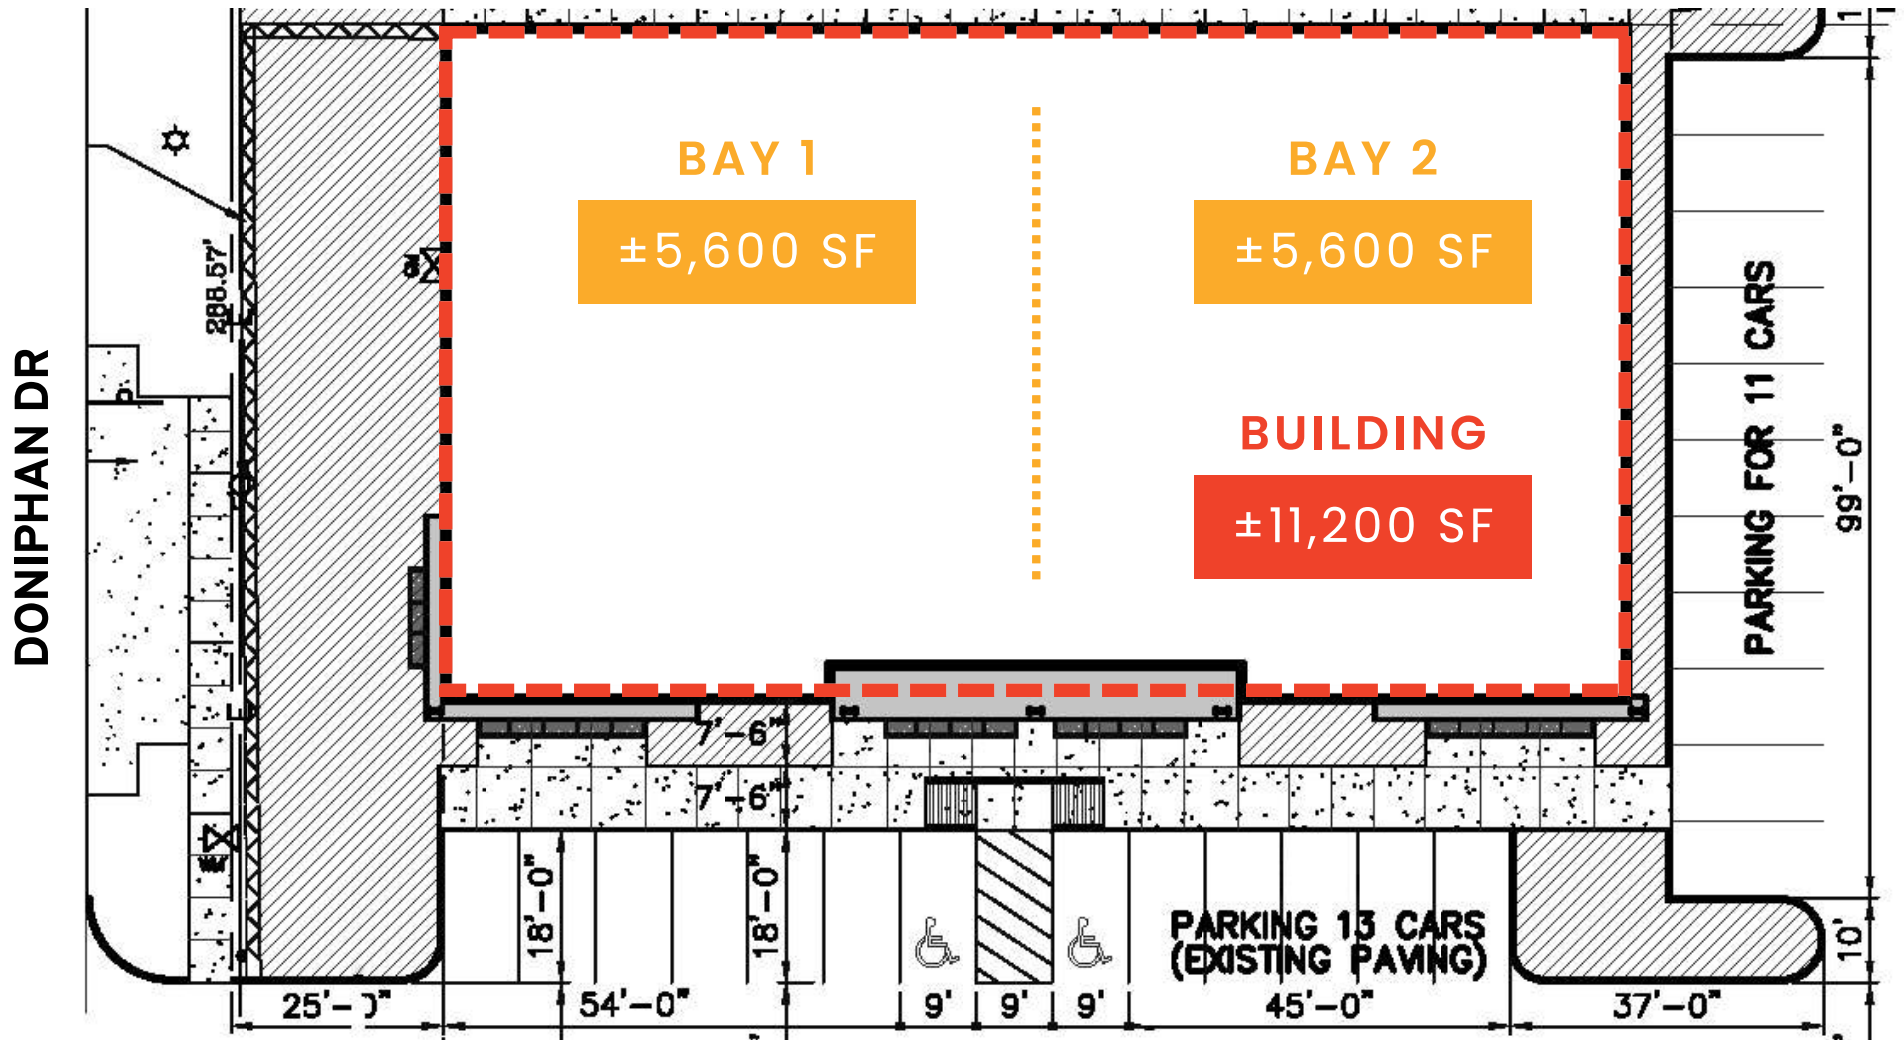 DONIPHAN DR
288.57'
BAY 1
±5,600 SF
BAY 2
±5,600 SF
BUILDING
±11,200 SF
PARKING FOR 11 CARS
99'-0"
10'
7'-6"
7'-6"
18'-0"
18'-0"
PARKING 13 CARS
(EXISTING PAVING)
25'-0"
54'-0"
9'
9'
9'
45'-0"
37'-0"
E